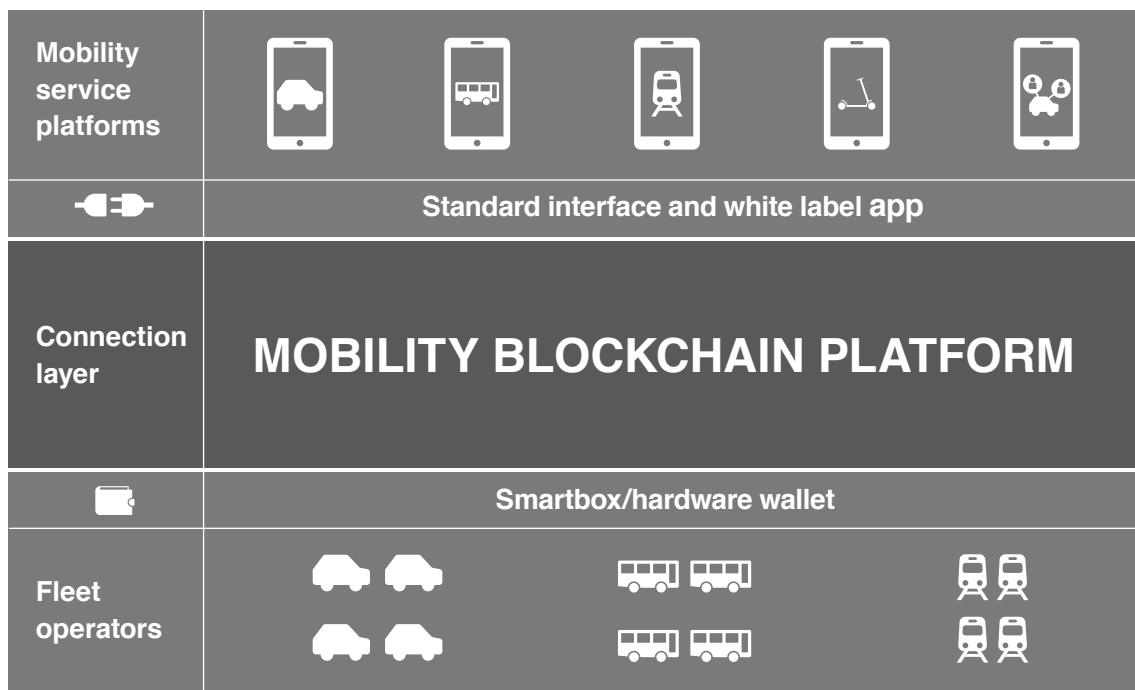 Mobility
service
platforms
Standard interface and white label app
Connection
layer
MOBILITY BLOCKCHAIN PLATFORM
Smartbox/hardware wallet
Fleet
operators